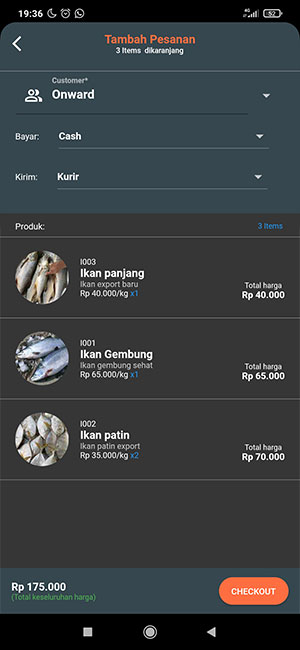 19:36
52
Tambah Pesanan
3 Items dikaranjang
Customer*
Onward
Bayar: Cash
Kirim: Kurir
Produk: 3 Items
I003
Ikan panjang
Ikan export baru
Rp 40.000/kg x1
Total harga
Rp 40.000
I001
Ikan Gembung
Ikan gembung sehat
Rp 65.000/kg x1
Total harga
Rp 65.000
I002
Ikan patin
Ikan patin export
Rp 35.000/kg x2
Total harga
Rp 70.000
Rp 175.000
(Total keseluruhan harga)
CHECKOUT